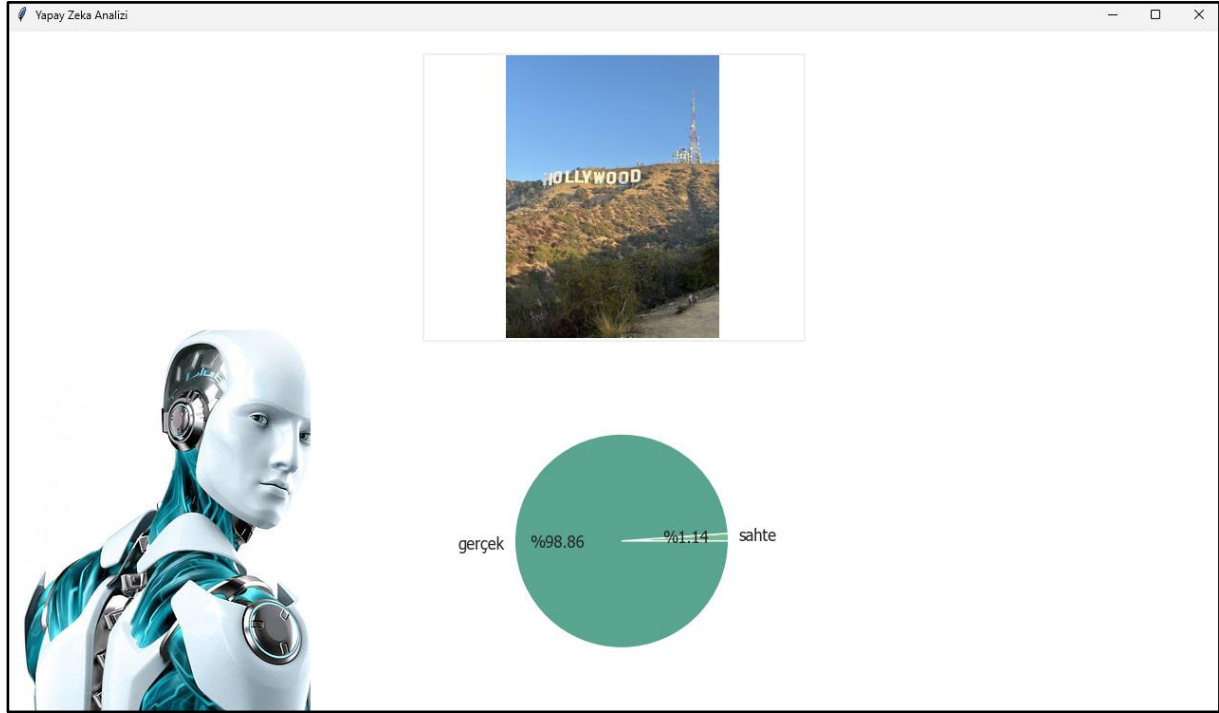 Yapay Zeka Analizi
HOLLYWOOD
gerçek
%98.86
%1.14
sahte